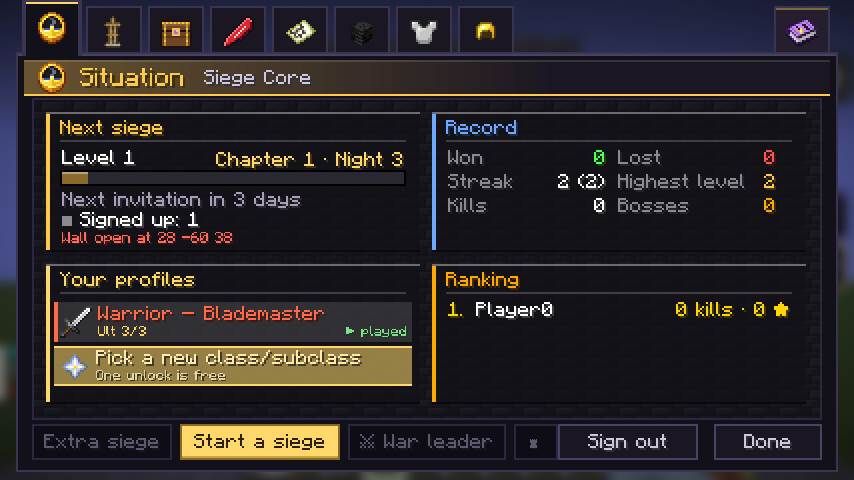 Situation Siege Core
Next siege
Level 1 Chapter 1 · Night 3
Next invitation in 3 days
Signed up: 1
Wall open at 28 -60 38
Record
Won 0 Lost 0
Streak 2 (2) Highest level 2
Kills 0 Bosses 0
Your profiles
Warrior — Blademaster
Ult 3/3 ▶ played
Pick a new class/subclass
One unlock is free
Ranking
1. Player0 0 kills · 0 ★
Extra siege Start a siege War leader Sign out Done